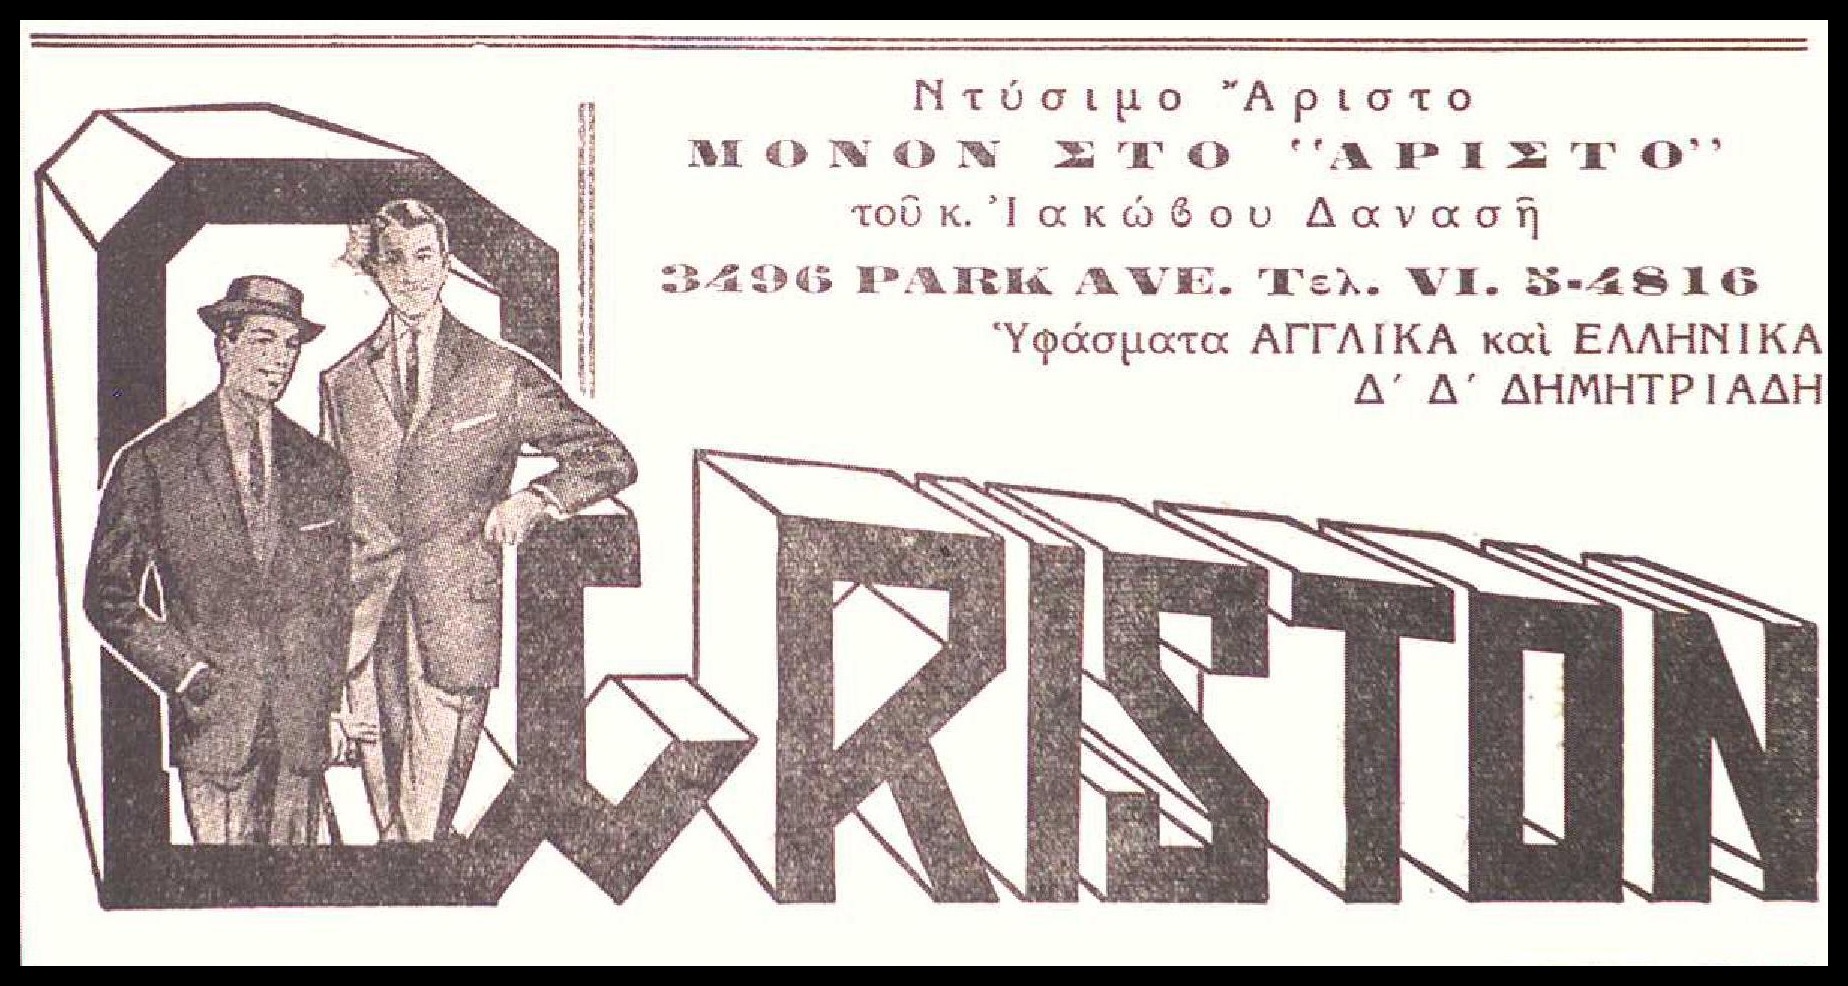 Ντύσιμο Ἄριστο
ΜΟΝΟΝ ΣΤΟ "ΑΡΙΣΤΟ"
τοῦ κ. Ἰακώβου Δανασῆ
3496 PARK AVE. Τελ. VI. 5-4816
Ὑφάσματα ΑΓΓΛΙΚΑ καὶ ΕΛΛΗΝΙΚΑ
Δ΄ Δ΄ ΔΗΜΗΤΡΙΑΔΗ
ARISTON